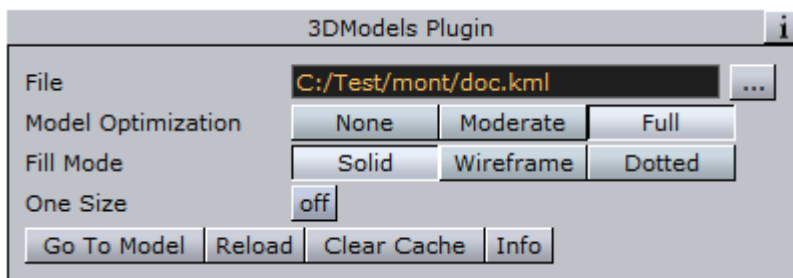 3DModels Plugin i
File C:/Test/mont/doc.kml ...
Model Optimization None Moderate Full
Fill Mode Solid Wireframe Dotted
One Size off
Go To Model Reload Clear Cache Info